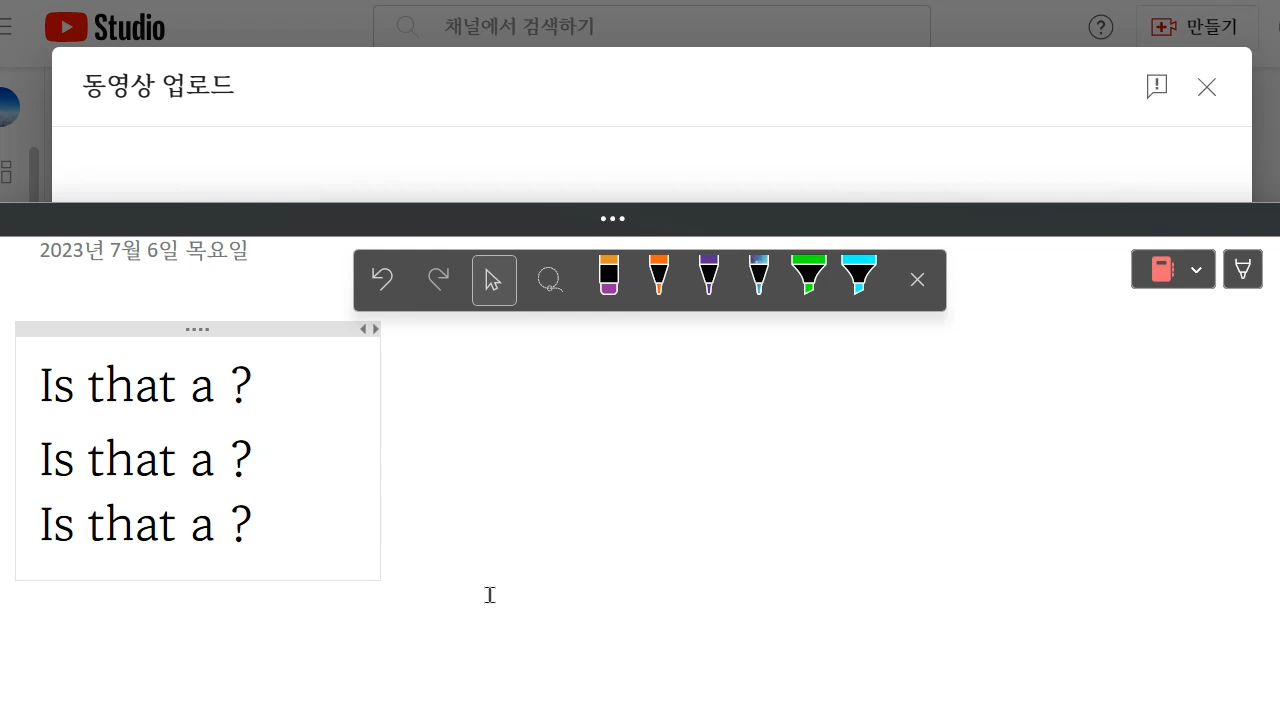 Studio
채널에서 검색하기
만들기
동영상 업로드
2023년 7월 6일 목요일
Is that a ?
Is that a ?
Is that a ?